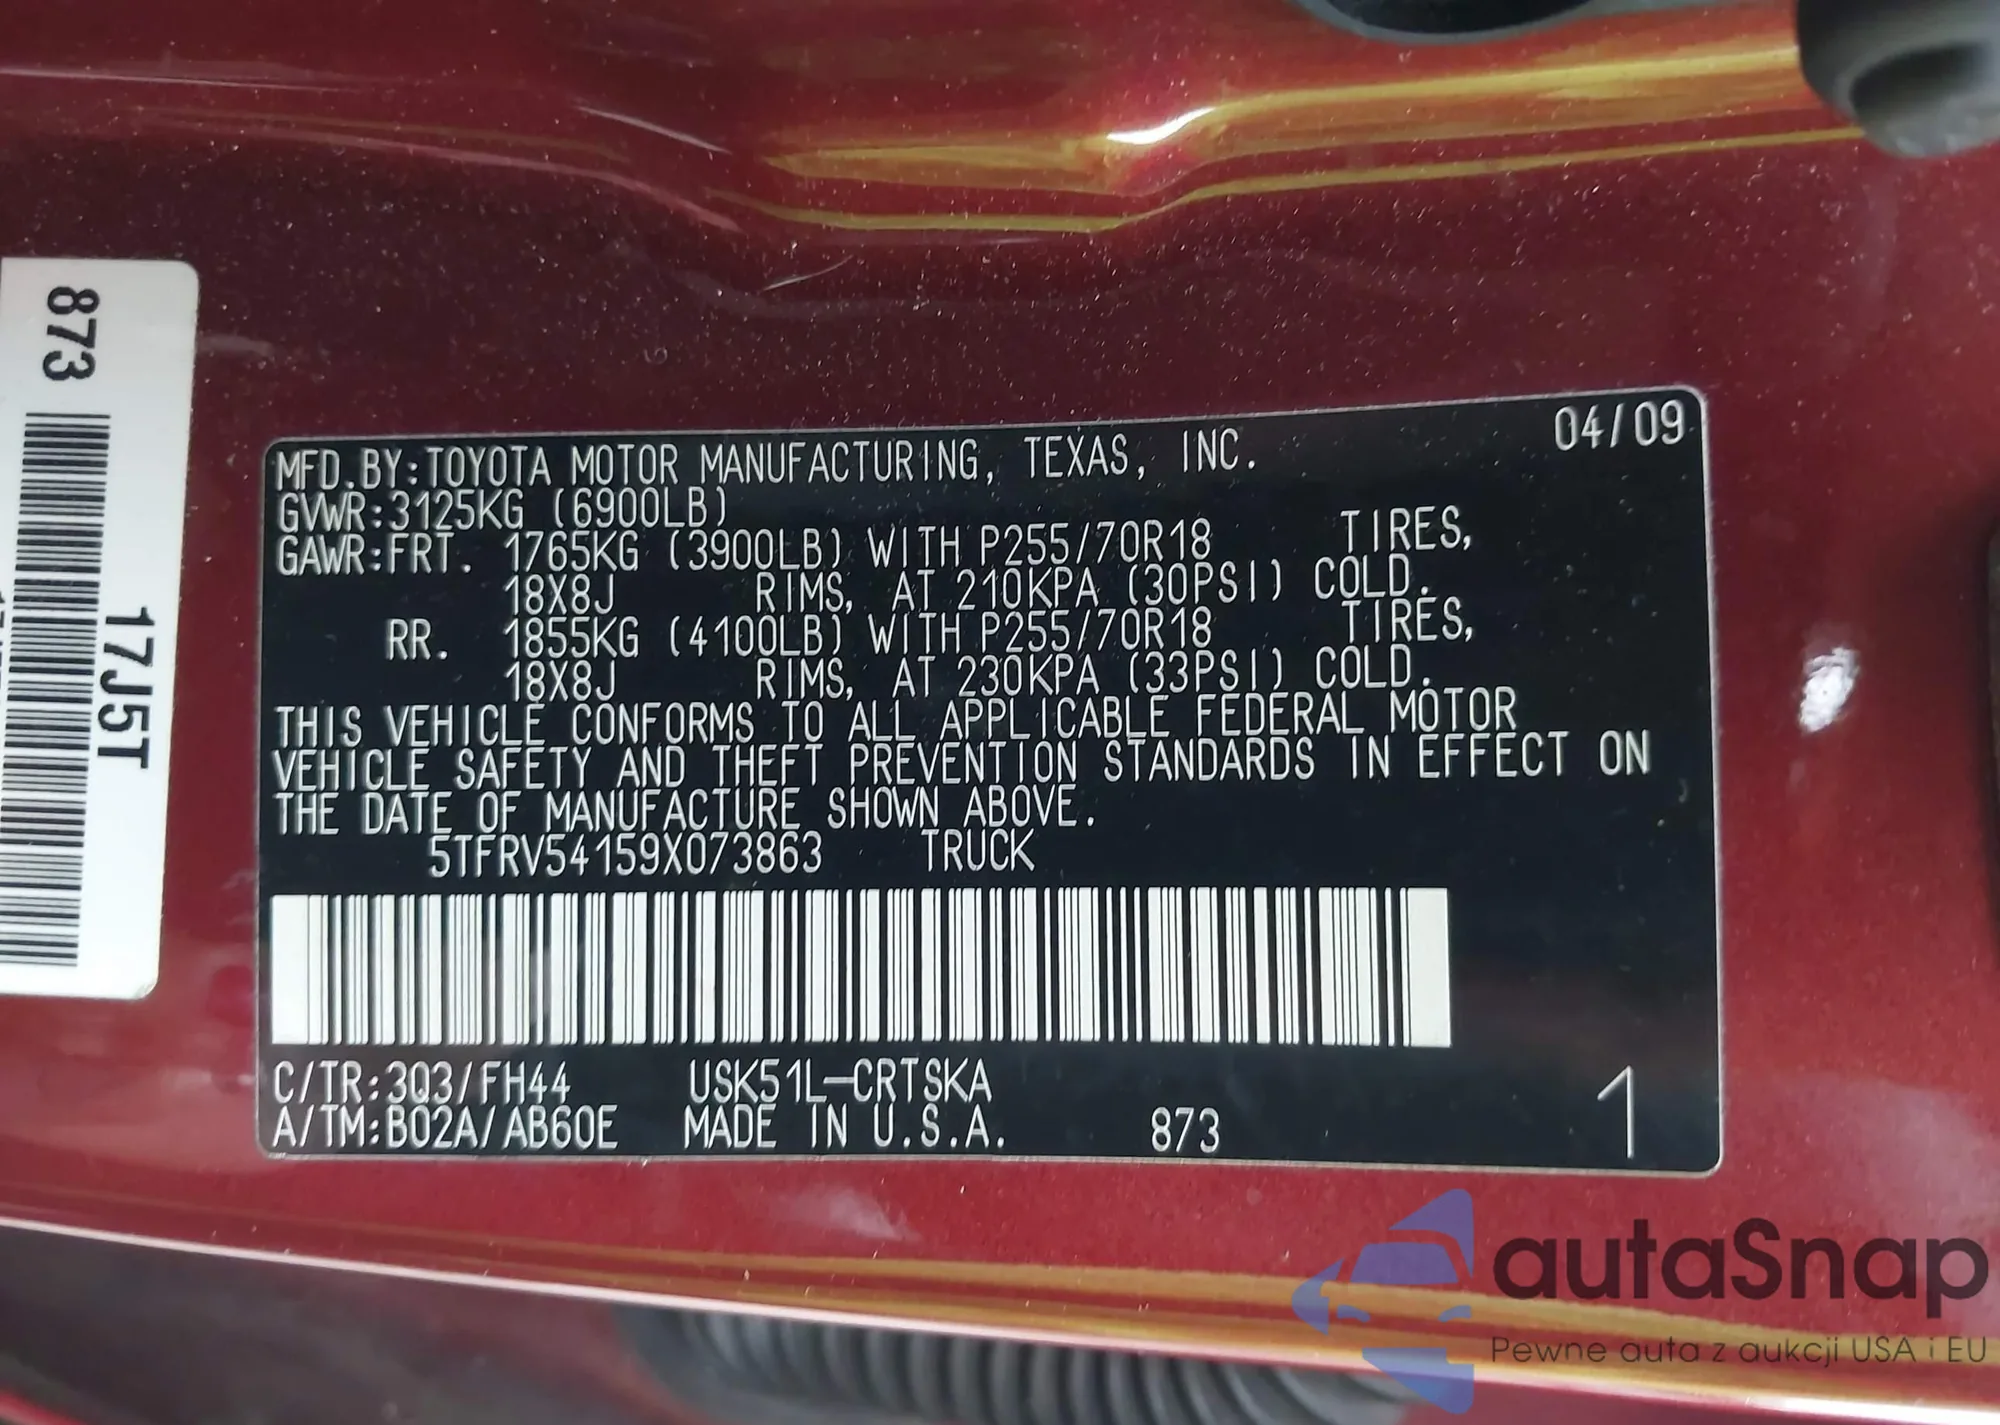 873
17J5T
04/09
MFD.BY:TOYOTA MOTOR MANUFACTURING, TEXAS, INC.
GVWR:3125KG (6900LB)
GAWR:FRT. 1765KG (3900LB) WITH P255/70R18 TIRES,
18X8J RIMS, AT 210KPA (30PSI) COLD.
RR. 1855KG (4100LB) WITH P255/70R18 TIRES,
18X8J RIMS, AT 230KPA (33PSI) COLD.
THIS VEHICLE CONFORMS TO ALL APPLICABLE FEDERAL MOTOR
VEHICLE SAFETY AND THEFT PREVENTION STANDARDS IN EFFECT ON
THE DATE OF MANUFACTURE SHOWN ABOVE.
5TFRV54159X073863 TRUCK
C/TR:3Q3/FH44 USK51L-CRTSKA
A/TM:B02A/AB60E MADE IN U.S.A. 873 1
autaSnap
Pewne auta z aukcji USA i EU